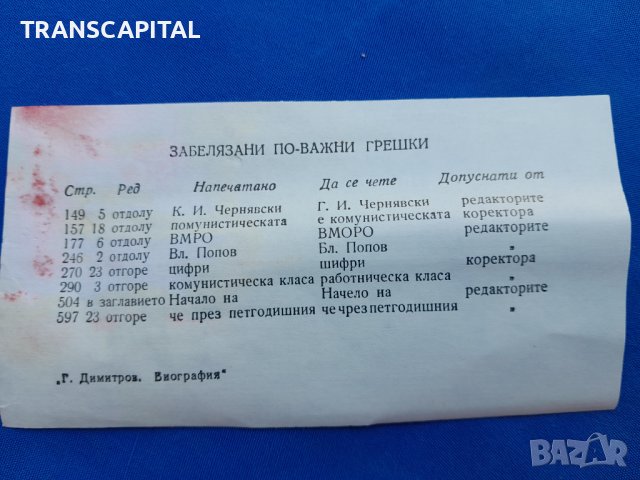 TRANSCAPITAL
ЗАБЕЛЯЗАНИ ПО-ВАЖНИ ГРЕШКИ
Стр. Ред Напечатано Да се чете Допуснати от
149 5 отдолу К. И. Чернявски Г. И. Чернявски редакторите
157 18 отдолу помунистическата е комунистическата коректора
177 6 отдолу ВМРО ВМОРО редакторите
246 2 отдолу Вл. Попов Бл. Попов „
270 23 отгоре цифри шифри коректора
290 3 отгоре комунистическа класа работническа класа „
504 в заглавието Начало на Начело на редакторите
597 23 отгоре че през петгодишния че чрез петгодишния „
„Г. Димитров. Биография"
BAZAR